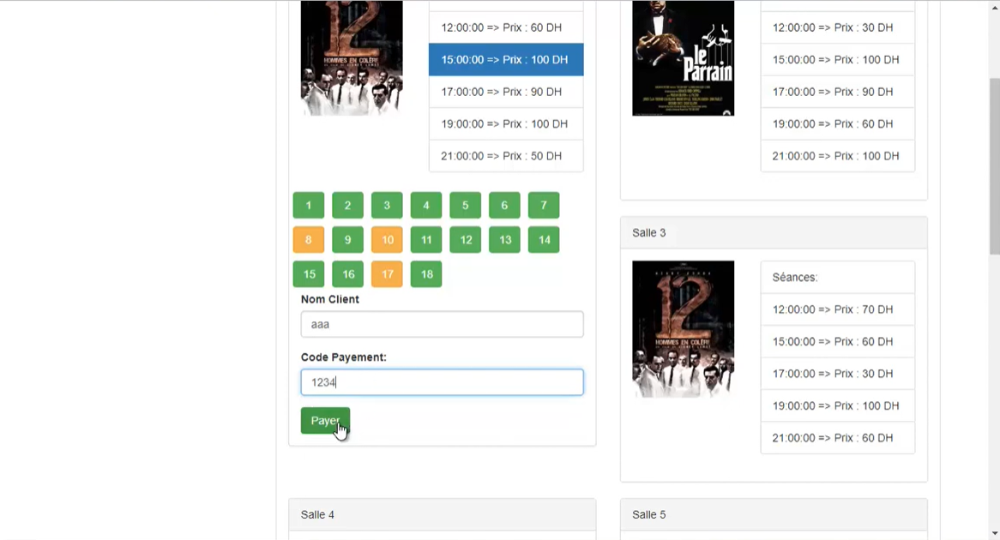 12
HOMMES EN COLÈRE
12:00:00 => Prix : 60 DH
15:00:00 => Prix : 100 DH
17:00:00 => Prix : 90 DH
19:00:00 => Prix : 100 DH
21:00:00 => Prix : 50 DH
1 2 3 4 5 6 7
8 9 10 11 12 13 14
15 16 17 18
Nom Client
aaa
Code Payement:
1234
Payer
le
Parrain
12:00:00 => Prix : 30 DH
15:00:00 => Prix : 100 DH
17:00:00 => Prix : 90 DH
19:00:00 => Prix : 60 DH
21:00:00 => Prix : 100 DH
Salle 3
HENRY FONDA
12
HOMMES EN COLÈRE
Séances:
12:00:00 => Prix : 70 DH
15:00:00 => Prix : 60 DH
17:00:00 => Prix : 30 DH
19:00:00 => Prix : 100 DH
21:00:00 => Prix : 60 DH
Salle 4
Salle 5